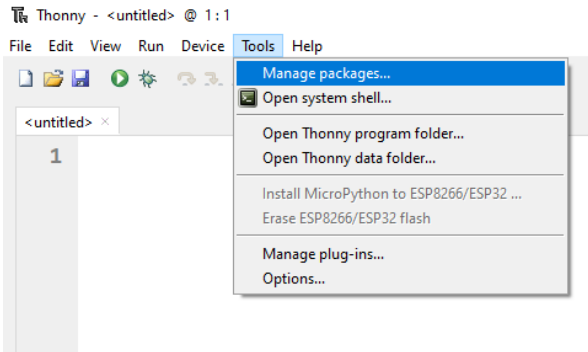 Thonny - <untitled> @ 1:1
File Edit View Run Device Tools Help
<untitled> ×
1
Manage packages...
Open system shell...
Open Thonny program folder...
Open Thonny data folder...
Install MicroPython to ESP8266/ESP32 ...
Erase ESP8266/ESP32 flash
Manage plug-ins...
Options...